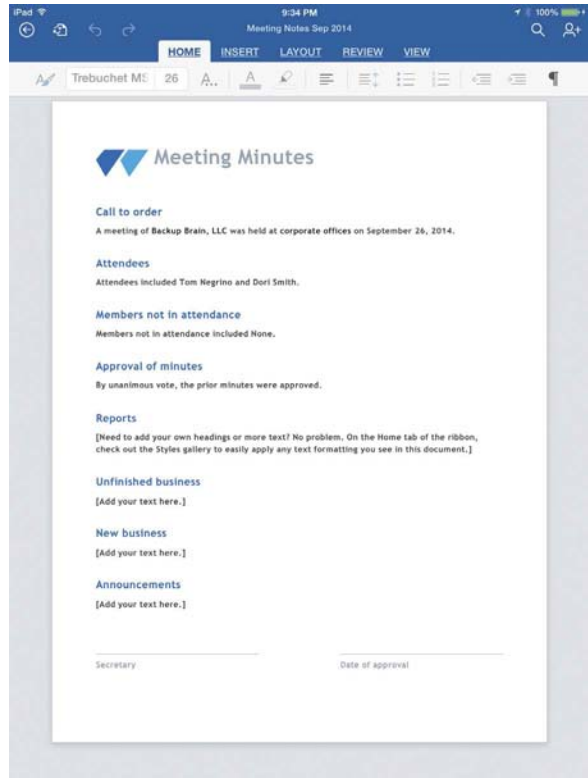 iPad
9:34 PM
100%
Meeting Notes Sep 2014
HOME INSERT LAYOUT REVIEW VIEW
Trebuchet MS 26 A... A
Meeting Minutes
Call to order
A meeting of Backup Brain, LLC was held at corporate offices on September 26, 2014.
Attendees
Attendees included Tom Negrino and Dori Smith.
Members not in attendance
Members not in attendance included None.
Approval of minutes
By unanimous vote, the prior minutes were approved.
Reports
[Need to add your own headings or more text? No problem. On the Home tab of the ribbon,
check out the Styles gallery to easily apply any text formatting you see in this document.]
Unfinished business
[Add your text here.]
New business
[Add your text here.]
Announcements
[Add your text here.]
Secretary Date of approval